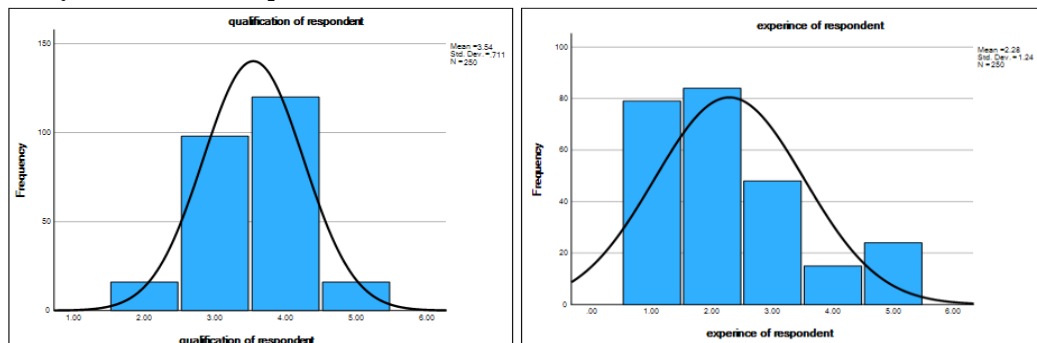 qualification of respondent
Mean =3.54
Std. Dev. =.711
N =250
150
100
50
0
Frequency
1.00 2.00 3.00 4.00 5.00 6.00
qualification of respondent
experince of respondent
Mean =2.28
Std. Dev. =1.24
N =250
100
80
60
40
20
0
Frequency
.00 1.00 2.00 3.00 4.00 5.00 6.00
experince of respondent